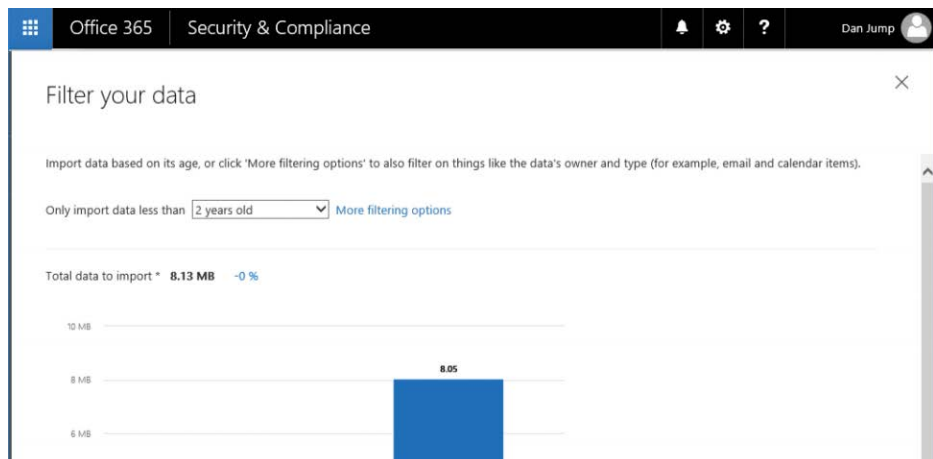 Office 365 Security & Compliance ? Dan Jump
Filter your data
Import data based on its age, or click 'More filtering options' to also filter on things like the data's owner and type (for example, email and calendar items).
Only import data less than 2 years old More filtering options
Total data to import * 8.13 MB -0 %
10 MB
8.05
8 MB
6 MB